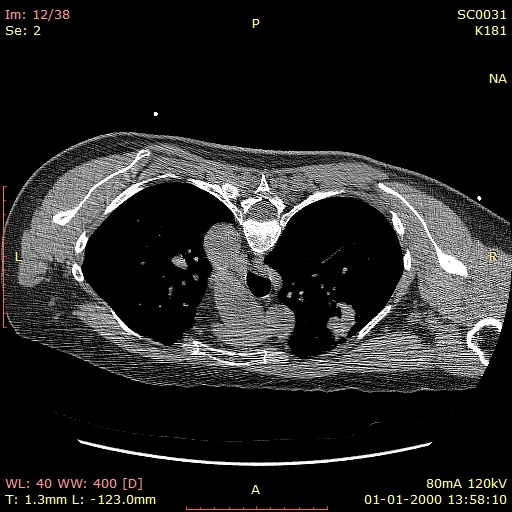 Im: 12/38
Se: 2
P
SC0031
K181
NA
L
R
WL: 40 WW: 400 [D]
T: 1.3mm L: -123.0mm
A
80mA 120kV
01-01-2000 13:58:10